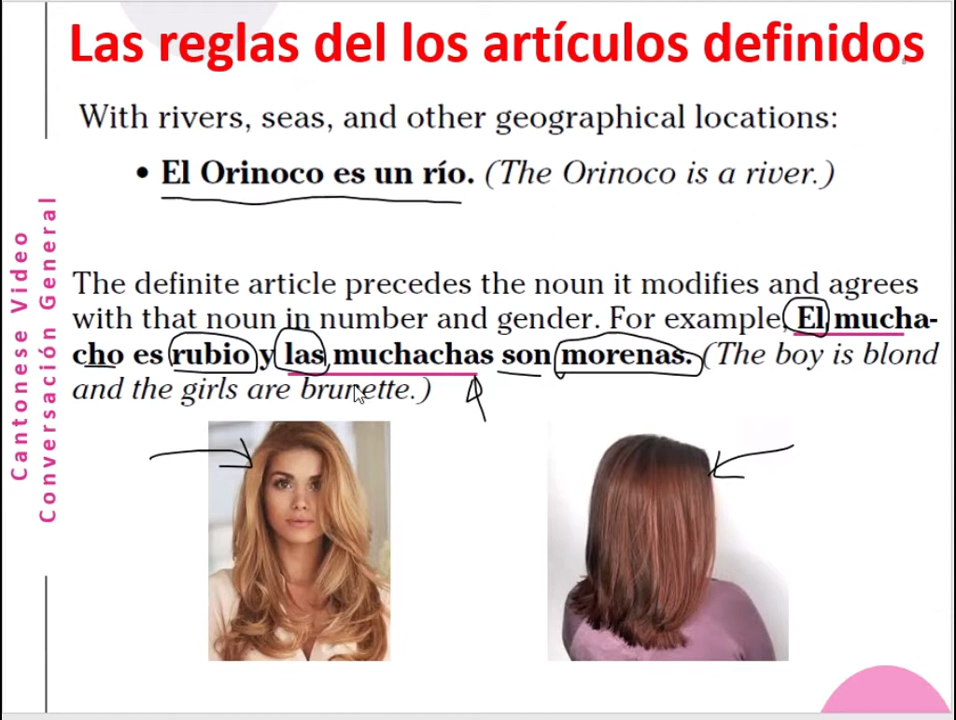 Las reglas del los artículos definidos
With rivers, seas, and other geographical locations:
• El Orinoco es un río. (The Orinoco is a river.)
The definite article precedes the noun it modifies and agrees
with that noun in number and gender. For example, El mucha-
cho es rubio y las muchachas son morenas. (The boy is blond
and the girls are brunette.)
Cantonese Video
Conversación General